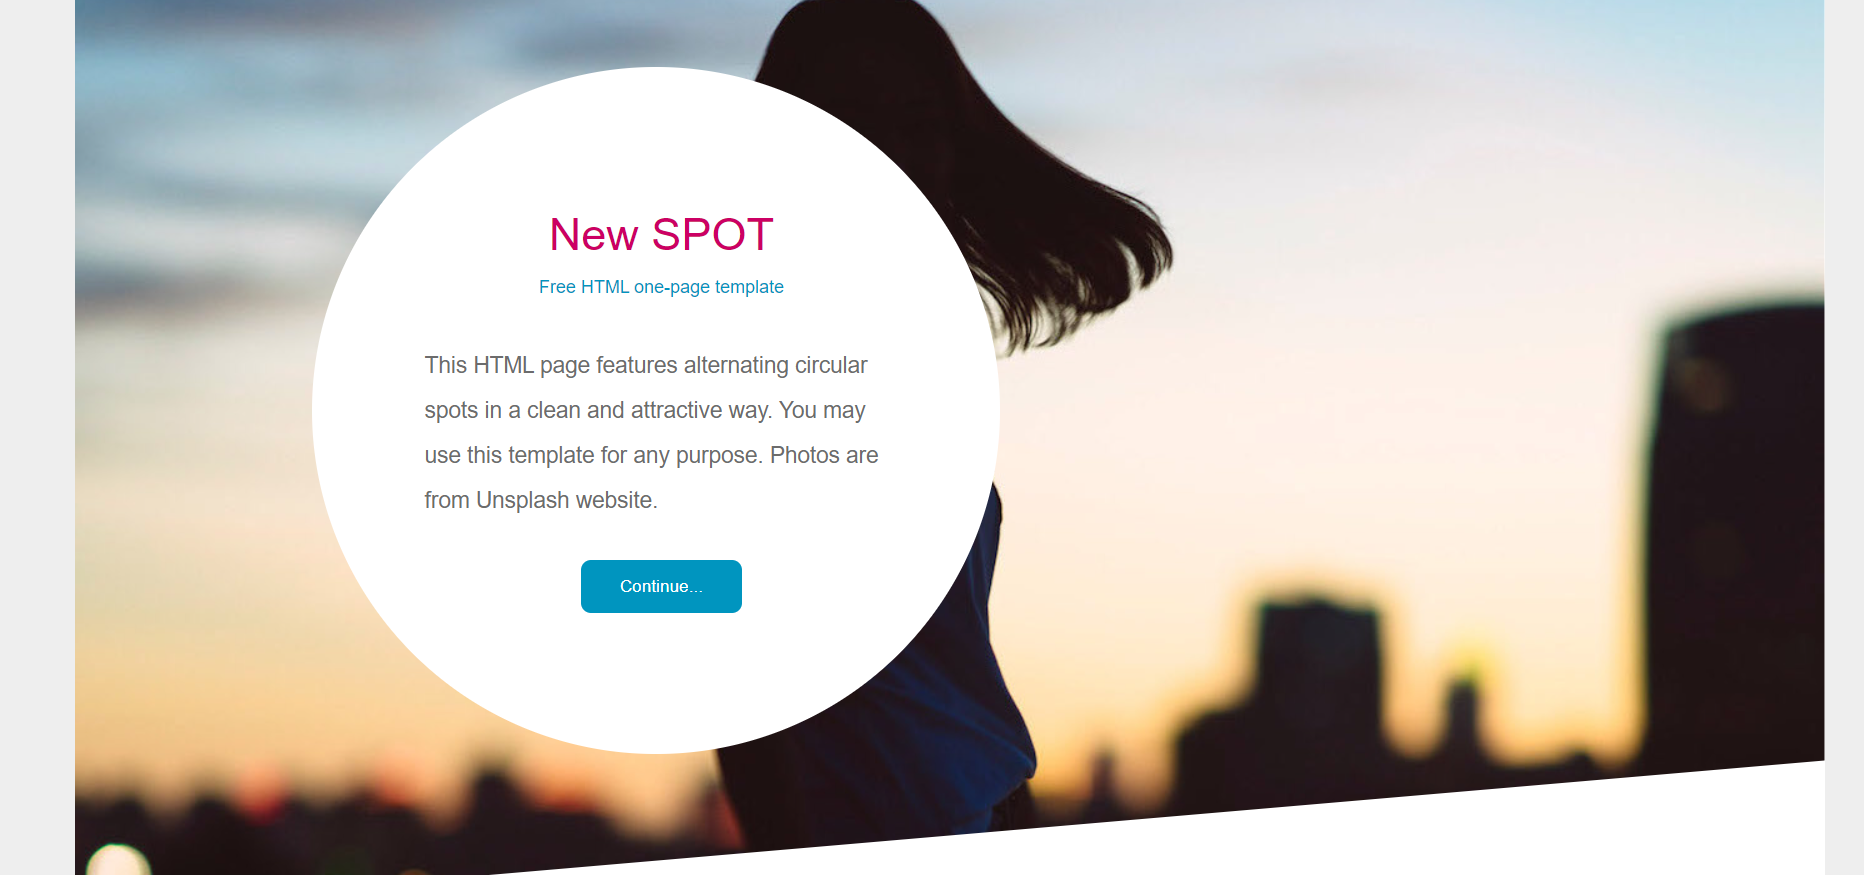 New SPOT
Free HTML one-page template
This HTML page features alternating circular
spots in a clean and attractive way. You may
use this template for any purpose. Photos are
from Unsplash website.
Continue...